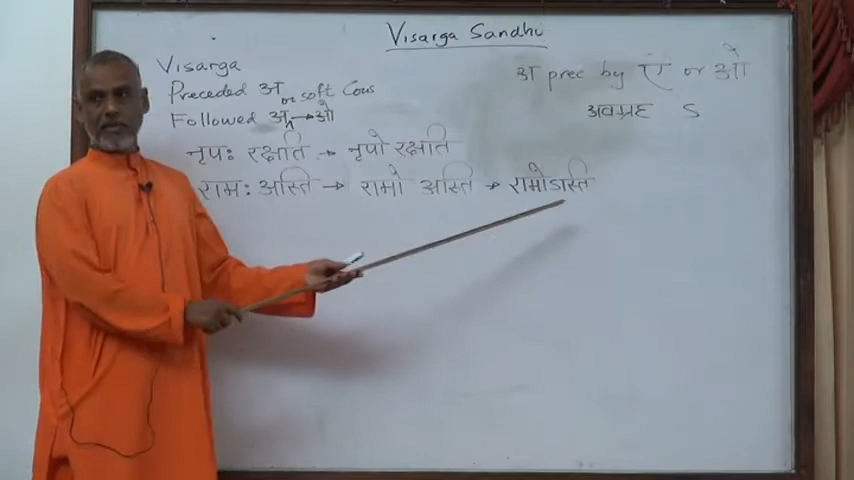 Visarga Sandhi
Visarga
Preceded अ
Followed अ or soft Cons → ओ
अ prec by ए or ओ
अवग्रह ऽ
नृपः रक्षति → नृपो रक्षति
रामः अस्ति → रामो अस्ति → रामोऽस्ति